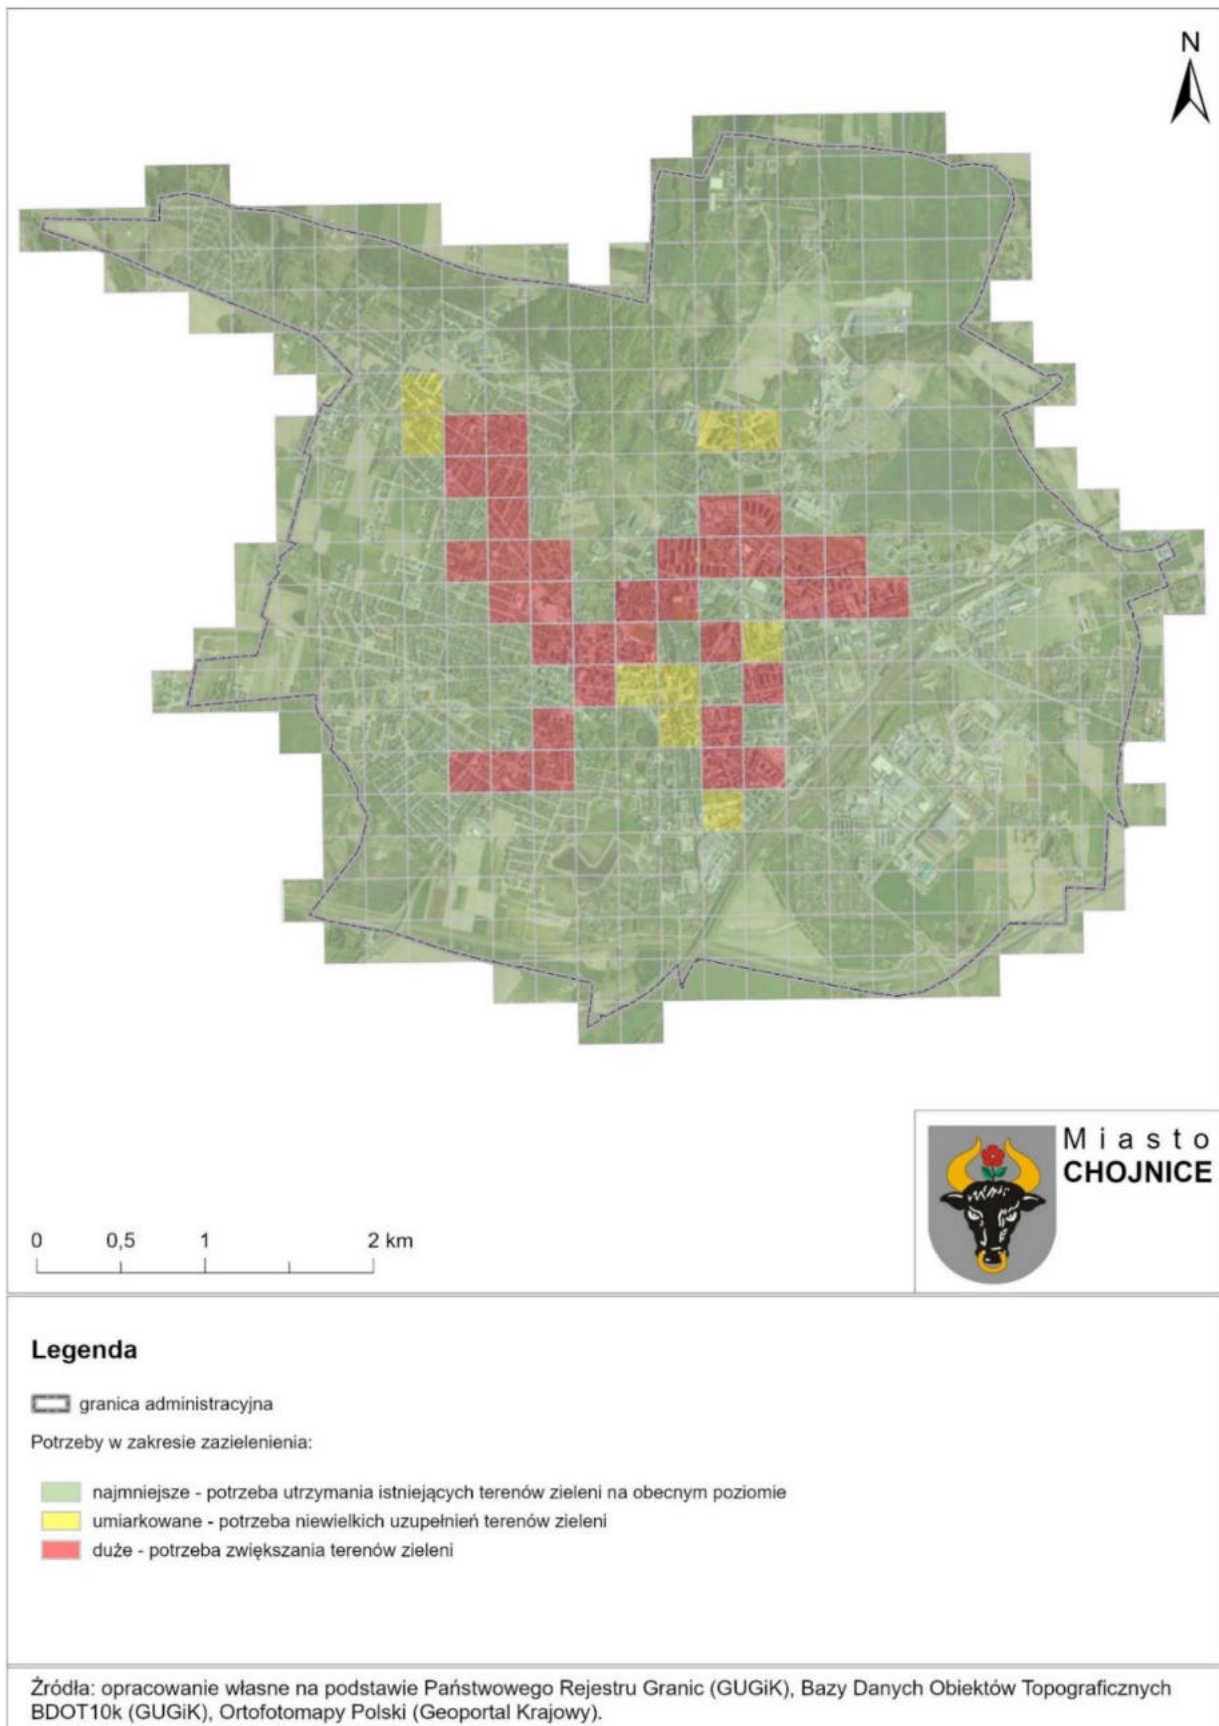 N
Miasto
CHOJNICE
0 0,5 1 2 km
Legenda
granica administracyjna
Potrzeby w zakresie zazielenienia:
najmniejsze - potrzeba utrzymania istniejących terenów zieleni na obecnym poziomie
umiarkowane - potrzeba niewielkich uzupełnień terenów zieleni
duże - potrzeba zwiększania terenów zieleni
Źródła: opracowanie własne na podstawie Państwowego Rejestru Granic (GUGiK), Bazy Danych Obiektów Topograficznych
BDOT10k (GUGiK), Ortofotomapy Polski (Geoportal Krajowy).